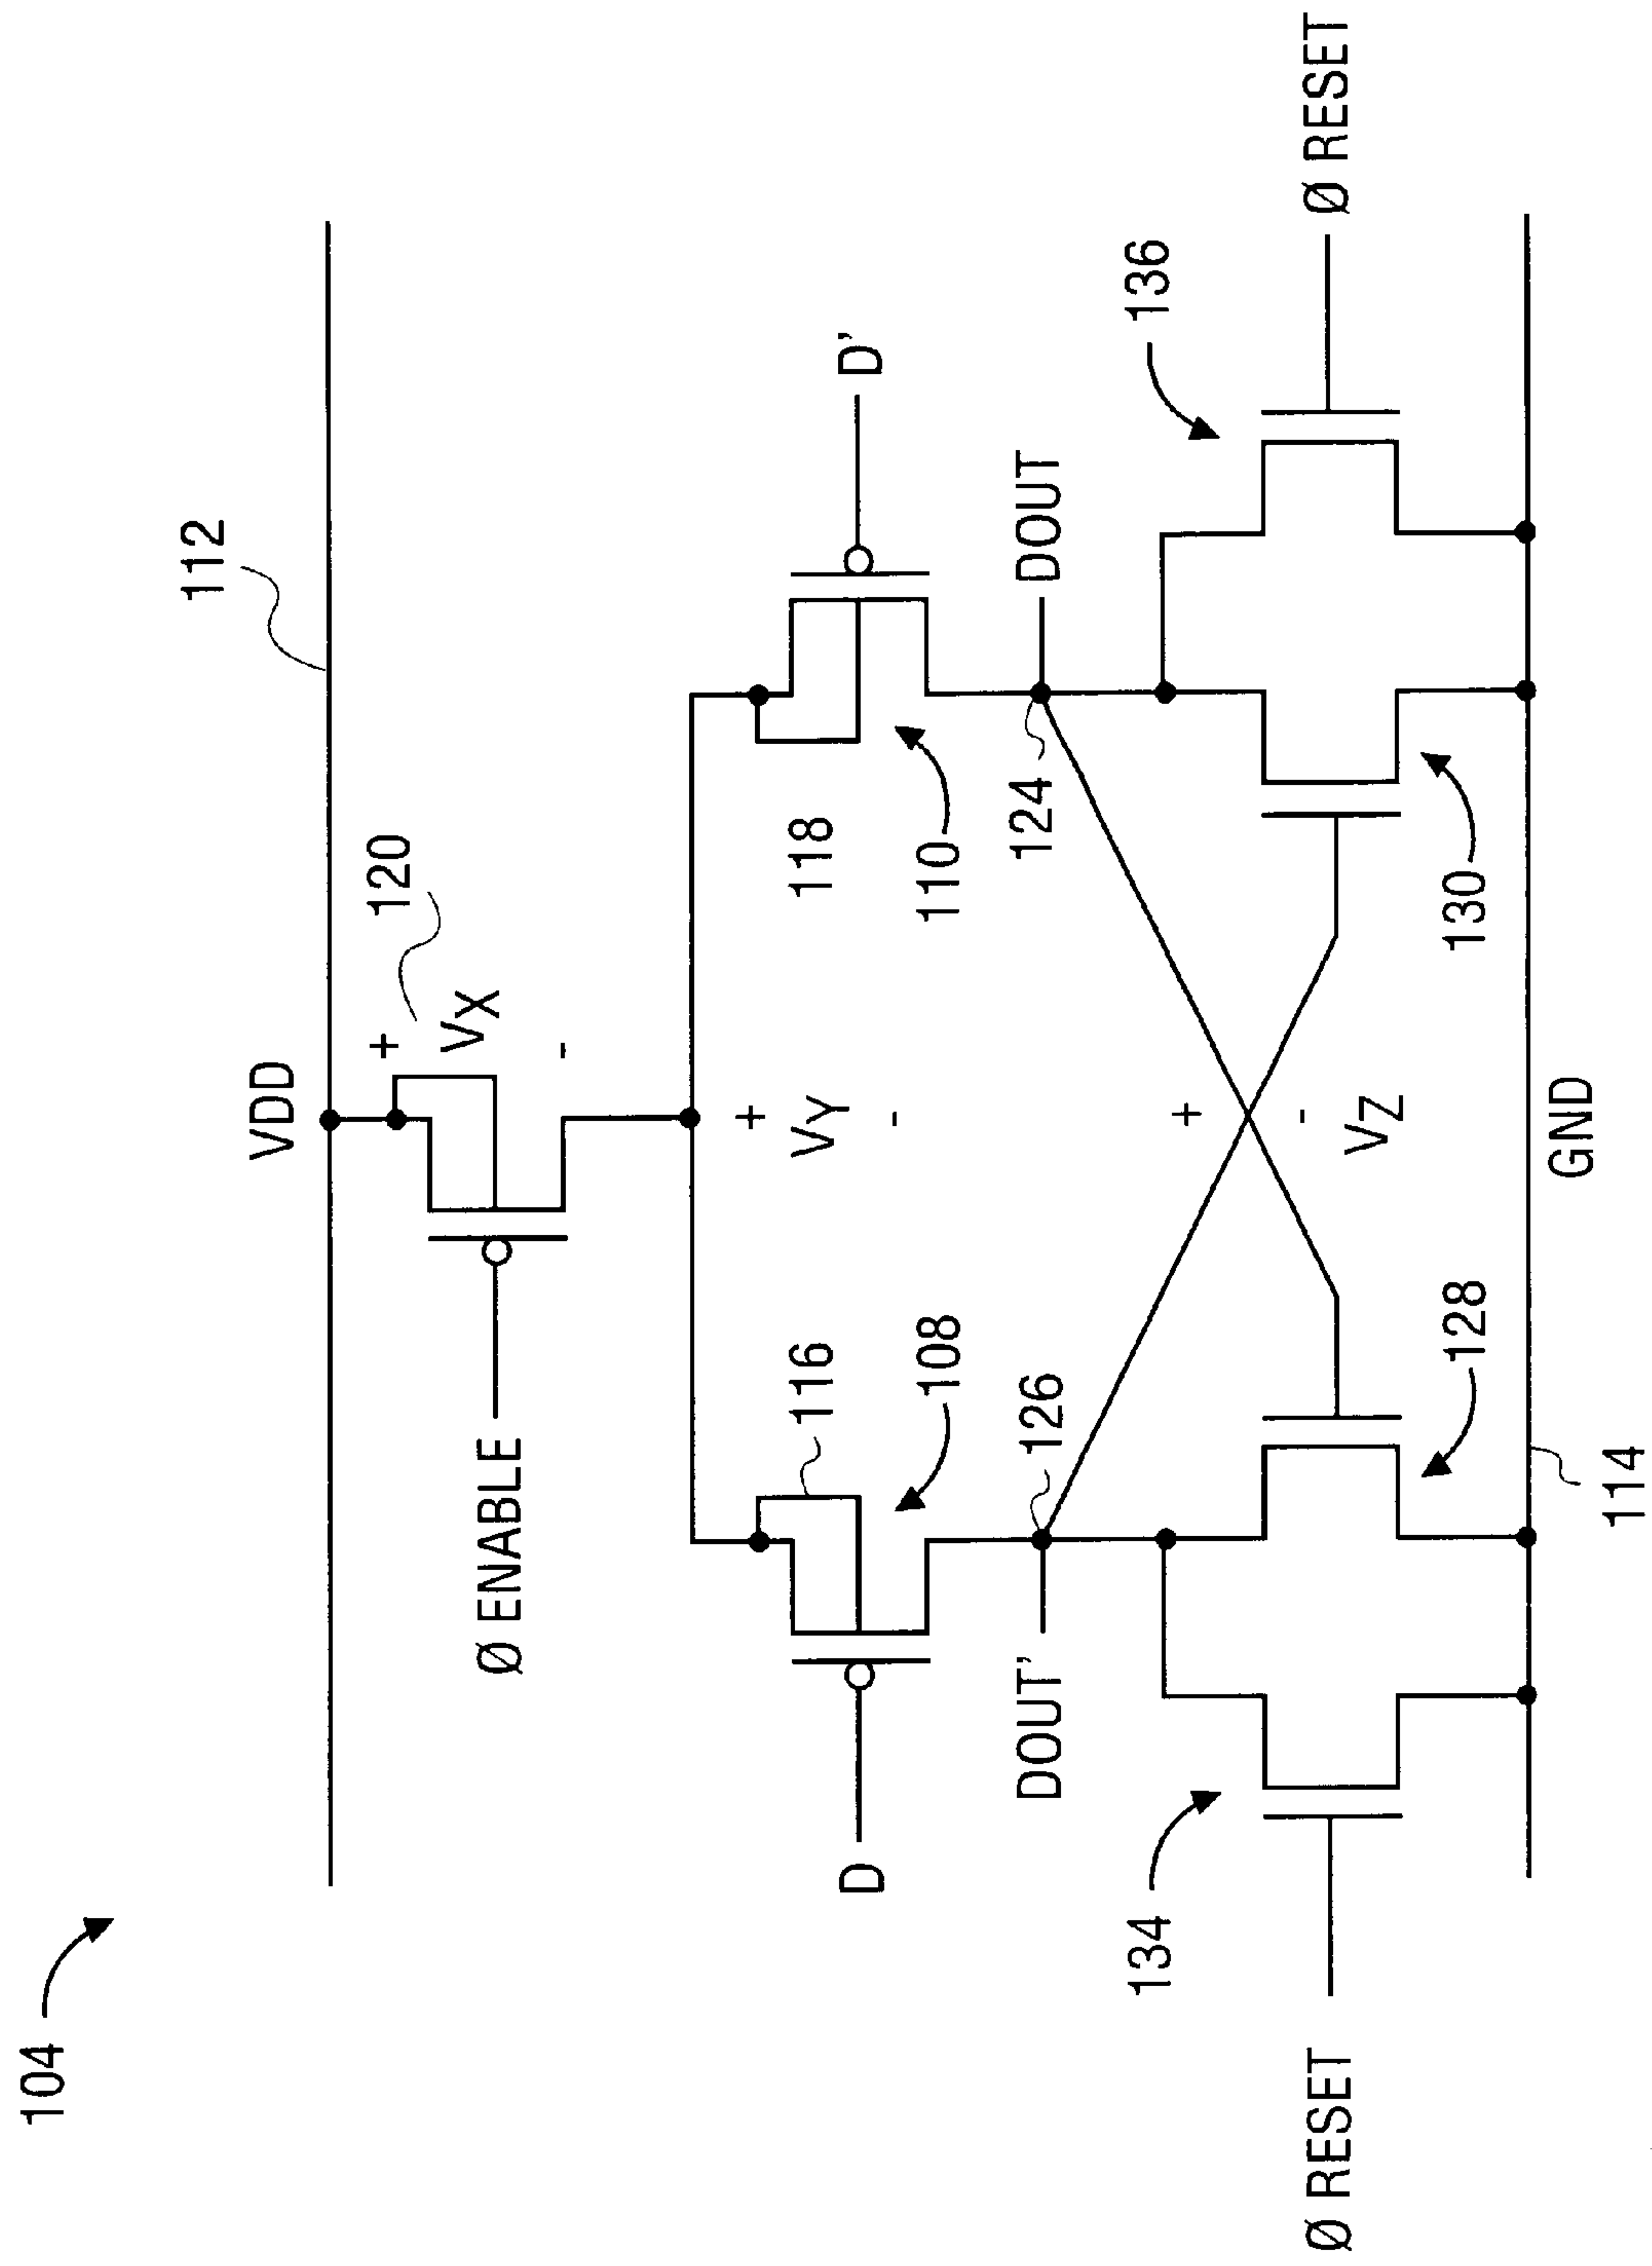 104
112
VDD
120
+
VX
-
Ø ENABLE
116
108
+
VY
-
118
110
D
D'
DOUT'
126
124
DOUT
134
136
+
-
VZ
128
130
Ø RESET
Ø RESET
114
GND